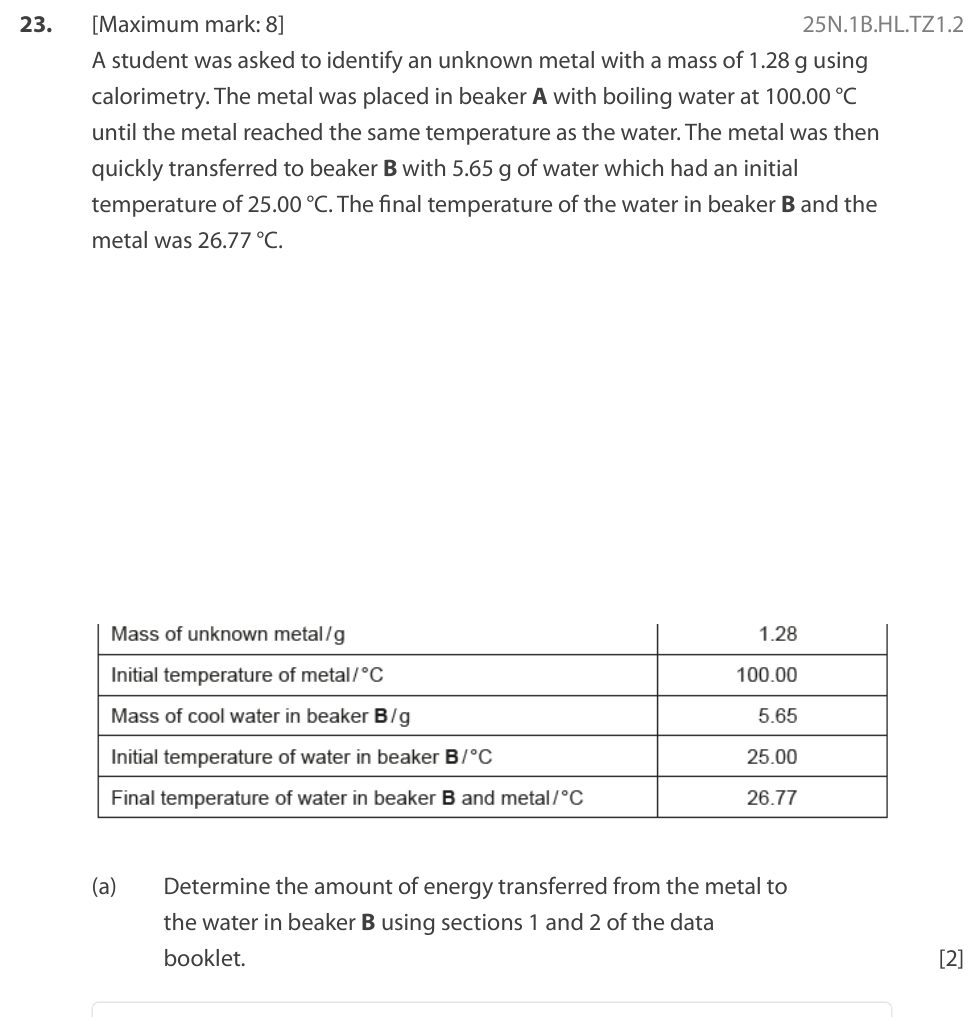 23. [Maximum mark: 8] 25N.1B.HL.TZ1.2
A student was asked to identify an unknown metal with a mass of 1.28 g using
calorimetry. The metal was placed in beaker A with boiling water at 100.00 °C
until the metal reached the same temperature as the water. The metal was then
quickly transferred to beaker B with 5.65 g of water which had an initial
temperature of 25.00 °C. The final temperature of the water in beaker B and the
metal was 26.77 °C.
Mass of unknown metal/g 1.28
Initial temperature of metal/°C 100.00
Mass of cool water in beaker B/g 5.65
Initial temperature of water in beaker B/°C 25.00
Final temperature of water in beaker B and metal/°C 26.77
(a) Determine the amount of energy transferred from the metal to
the water in beaker B using sections 1 and 2 of the data
booklet. [2]